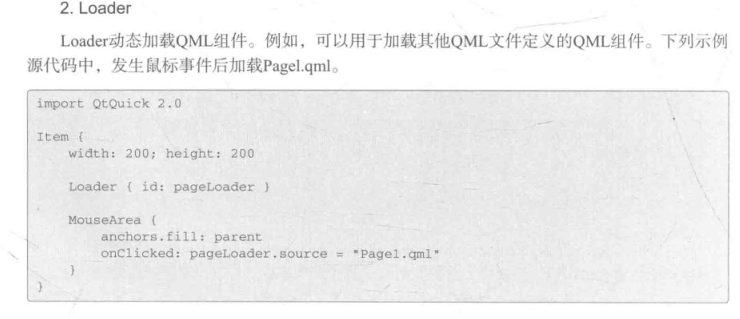 2. Loader
Loader动态加载QML组件。例如，可以用于加载其他QML文件定义的QML组件。下列示例
源代码中，发生鼠标事件后加载Pagel.qml。
import QtQuick 2.0
Item {
width: 200; height: 200
Loader { id: pageLoader }
MouseArea {
anchors.fill: parent
onClicked: pageLoader.source = "Page1.qml"
}
}